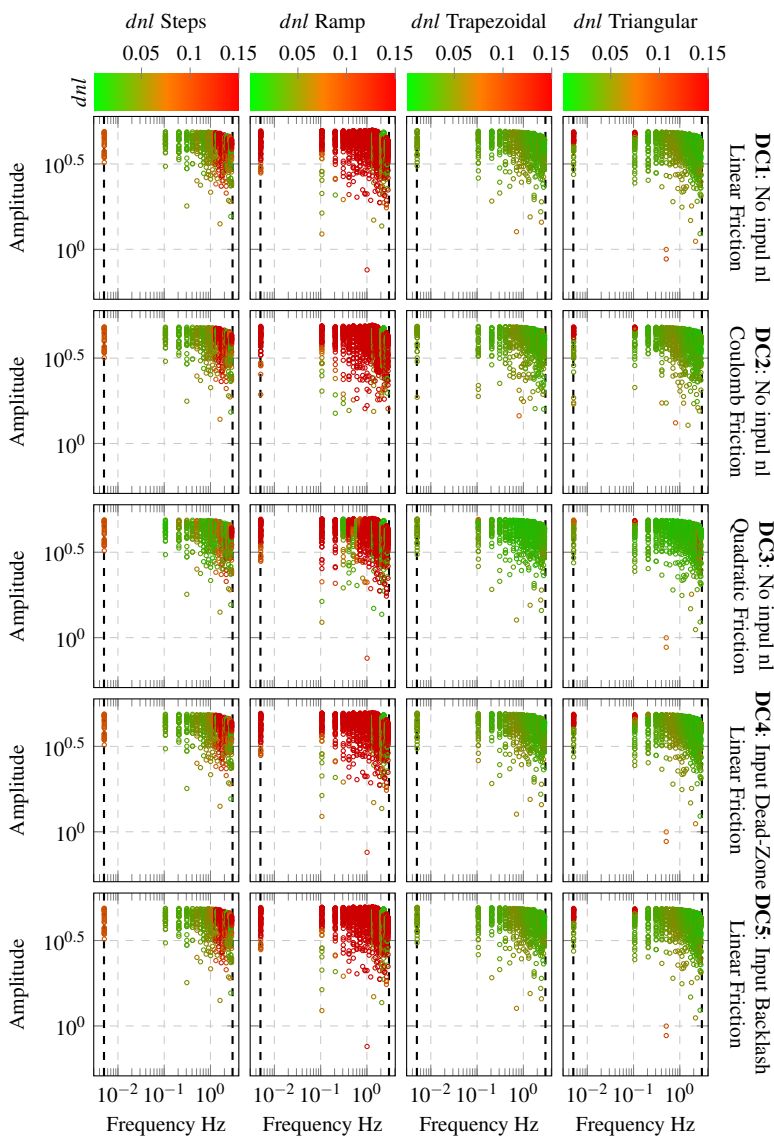 dnl Steps
dnl Ramp
dnl Trapezoidal
dnl Triangular
0.05 0.1 0.15
0.05 0.1 0.15
0.05 0.1 0.15
0.05 0.1 0.15
dnl
Amplitude
10^0.5
10^0
DC1: No inpul nl
Linear Friction
Amplitude
10^0.5
10^0
DC2: No inpul nl
Coulomb Friction
Amplitude
10^0.5
10^0
DC3: No inpul nl
Quadratic Friction
Amplitude
10^0.5
10^0
DC4: Input Dead-Zone
Linear Friction
Amplitude
10^0.5
10^0
DC5: Input Backlash
Linear Friction
10^−2 10^−1 10^0
10^−2 10^−1 10^0
10^−2 10^−1 10^0
10^−2 10^−1 10^0
Frequency Hz
Frequency Hz
Frequency Hz
Frequency Hz